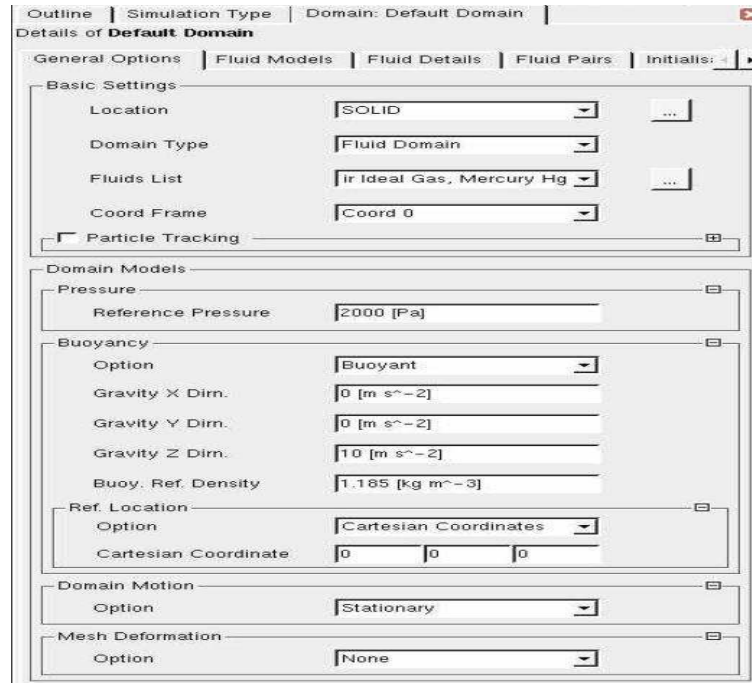 Outline Simulation Type Domain: Default Domain
Details of Default Domain
General Options Fluid Models Fluid Details Fluid Pairs Initialis
Basic Settings
Location SOLID ...
Domain Type Fluid Domain
Fluids List ir Ideal Gas, Mercury Hg ...
Coord Frame Coord 0
Particle Tracking
Domain Models
Pressure
Reference Pressure 2000 [Pa]
Buoyancy
Option Buoyant
Gravity X Dirn. 0 [m s^-2]
Gravity Y Dirn. 0 [m s^-2]
Gravity Z Dirn. 10 [m s^-2]
Buoy. Ref. Density 1.185 [kg m^-3]
Ref. Location
Option Cartesian Coordinates
Cartesian Coordinate 0 0 0
Domain Motion
Option Stationary
Mesh Deformation
Option None